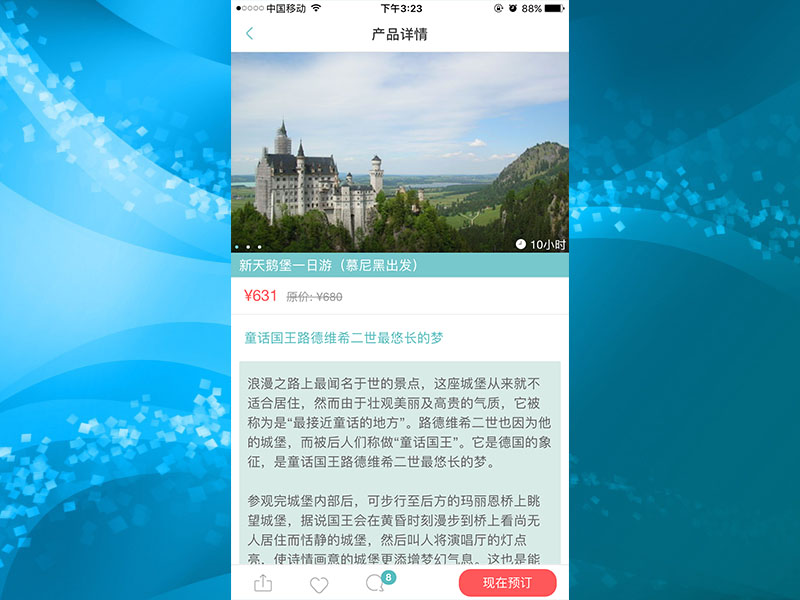 中国移动 下午3:23 88%
产品详情
10小时
新天鹅堡一日游（慕尼黑出发）
¥631 原价: ¥680
童话国王路德维希二世最悠长的梦
浪漫之路上最闻名于世的景点，这座城堡从来就不
适合居住，然而由于壮观美丽及高贵的气质，它被
称为是“最接近童话的地方”。路德维希二世也因为他
的城堡，而被后人们称做“童话国王”。它是德国的象
征，是童话国王路德维希二世最悠长的梦。
参观完城堡内部后，可步行至后方的玛丽恩桥上眺
望城堡，据说国王会在黄昏时刻漫步到桥上看尚无
人居住而恬静的城堡，然后叫人将演唱厅的灯点
亮，使诗情画意的城堡更添增梦幻气息。这也是能
8
现在预订